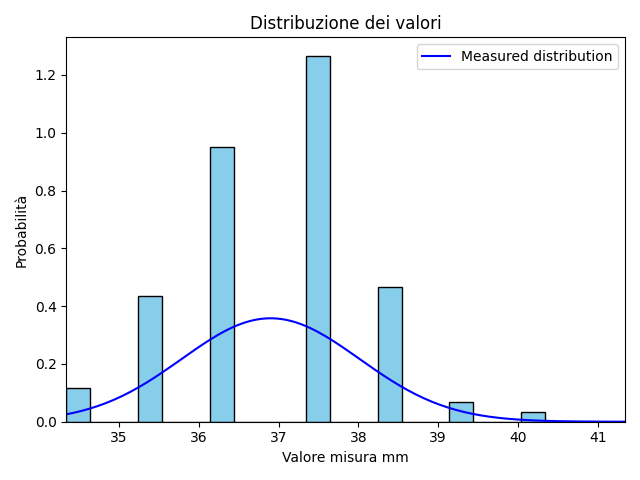 Distribuzione dei valori
Measured distribution
Probabilità
1.2
1.0
0.8
0.6
0.4
0.2
0.0
35 36 37 38 39 40 41
Valore misura mm